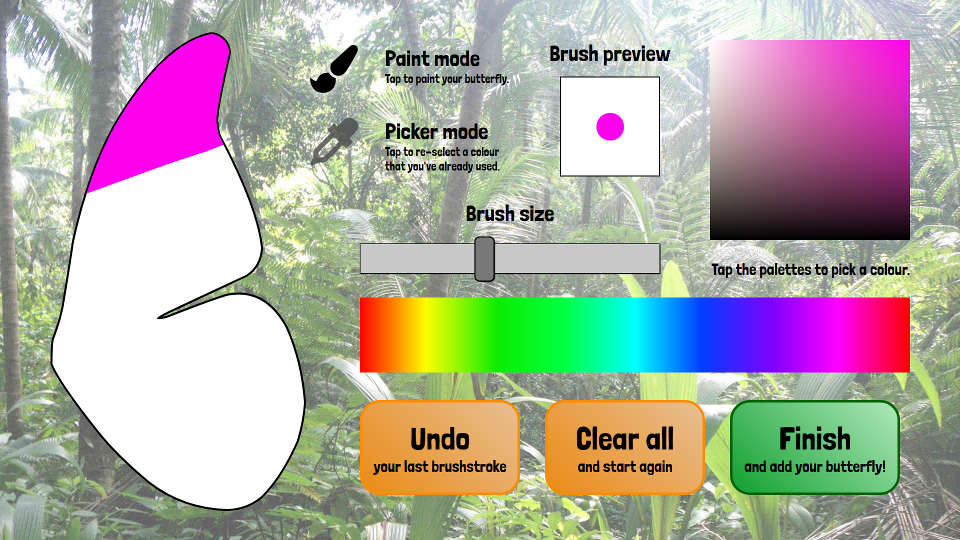 Paint mode
Tap to paint your butterfly.
Picker mode
Tap to re-select a colour
that you've already used.
Brush preview
Brush size
Tap the palettes to pick a colour.
Undo
your last brushstroke
Clear all
and start again
Finish
and add your butterfly!